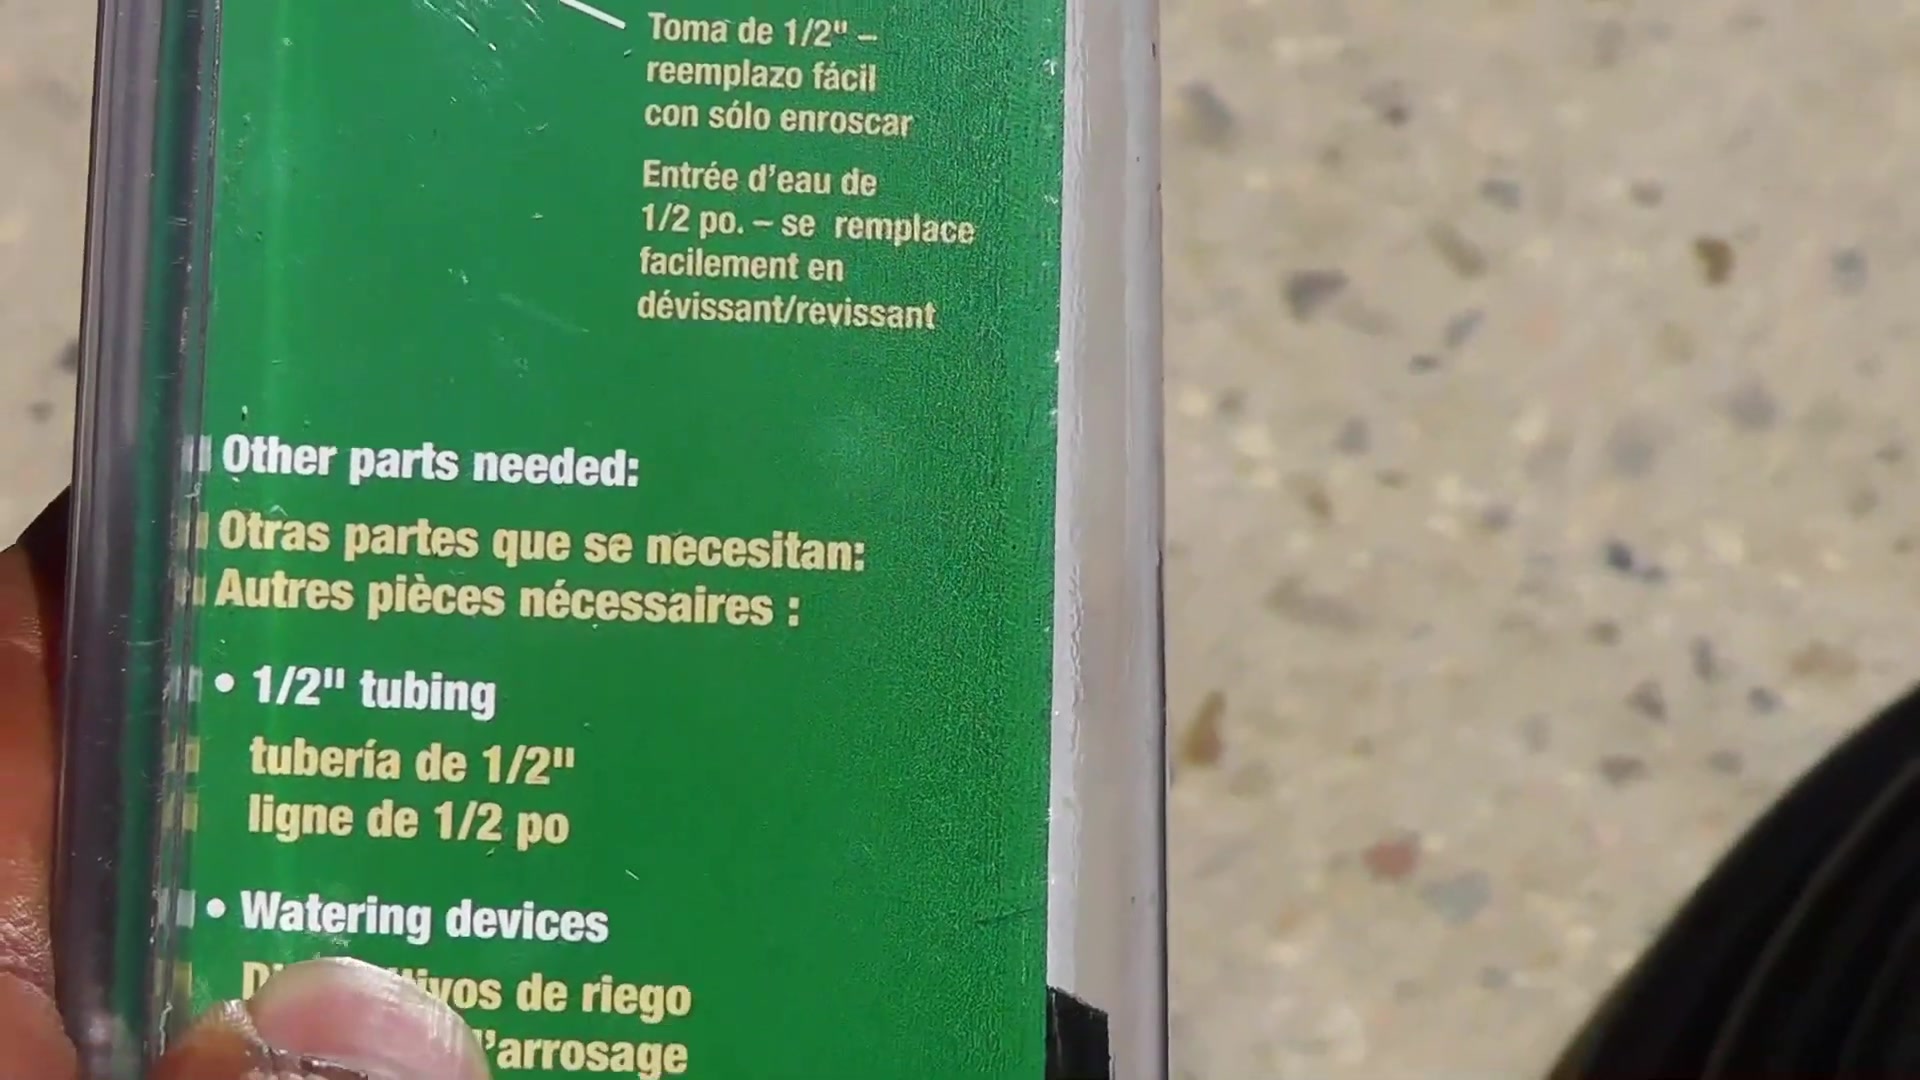 Toma de 1/2" –
reemplazo fácil
con sólo enroscar
Entrée d'eau de
1/2 po. – se remplace
facilement en
dévissant/revissant
Other parts needed:
Otras partes que se necesitan:
Autres pièces nécessaires :
• 1/2" tubing
tubería de 1/2"
ligne de 1/2 po
• Watering devices
de riego
l'arrosage